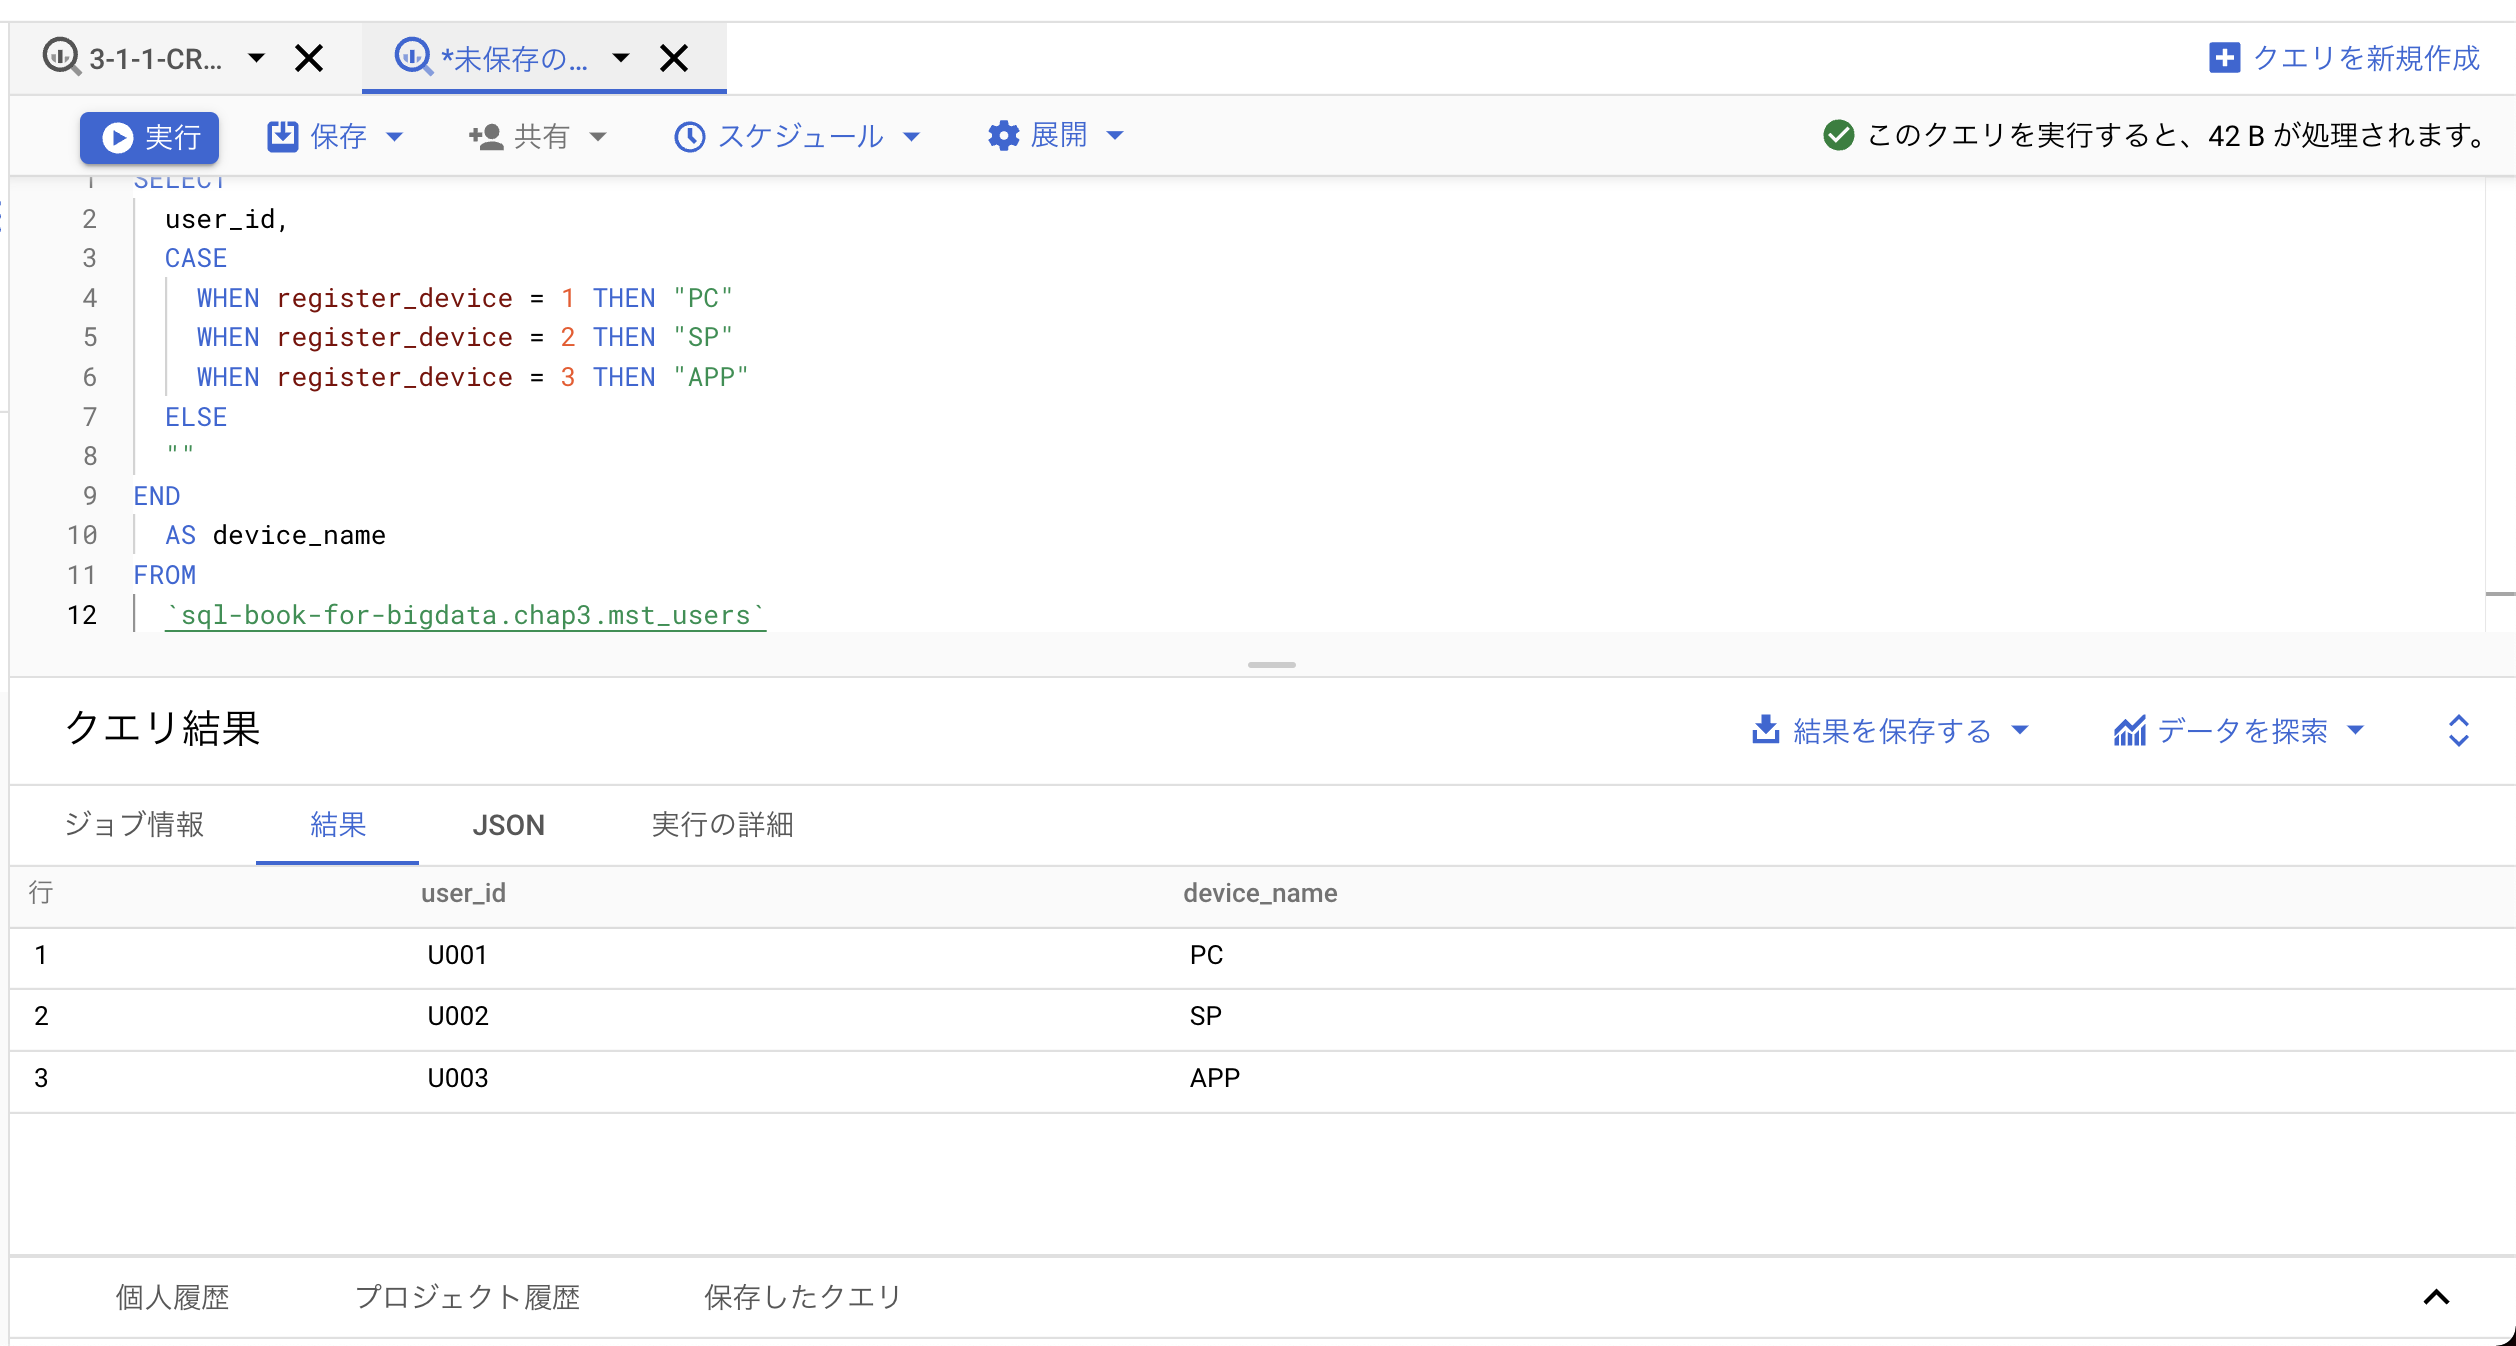 3-1-1-CR... *未保存の... クエリを新規作成
実行 保存 共有 スケジュール 展開 このクエリを実行すると、42 B が処理されます。
1 SELECT
2 user_id,
3 CASE
4 WHEN register_device = 1 THEN "PC"
5 WHEN register_device = 2 THEN "SP"
6 WHEN register_device = 3 THEN "APP"
7 ELSE
8 ""
9 END
10 AS device_name
11 FROM
12 `sql-book-for-bigdata.chap3.mst_users`
クエリ結果 結果を保存する データを探索
ジョブ情報 結果 JSON 実行の詳細
行 user_id device_name
1 U001 PC
2 U002 SP
3 U003 APP
個人履歴 プロジェクト履歴 保存したクエリ